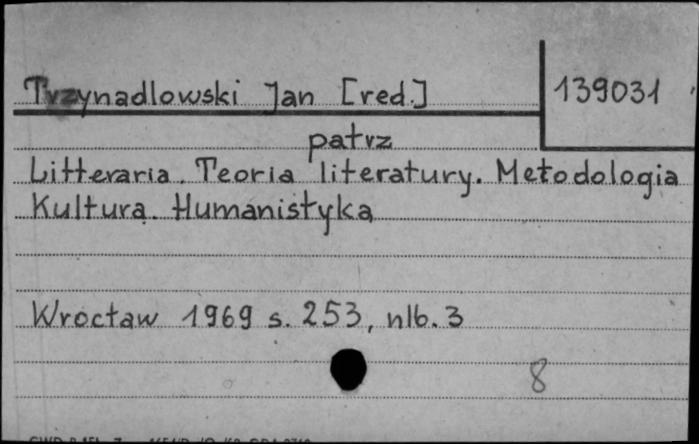 Trzynadlowski Jan [red.]
139031
patrz
Litteraria. Teoria literatury. Metodologia
Kultura. Humanistyka
Wrocław 1969 s. 253, nlb. 3
8